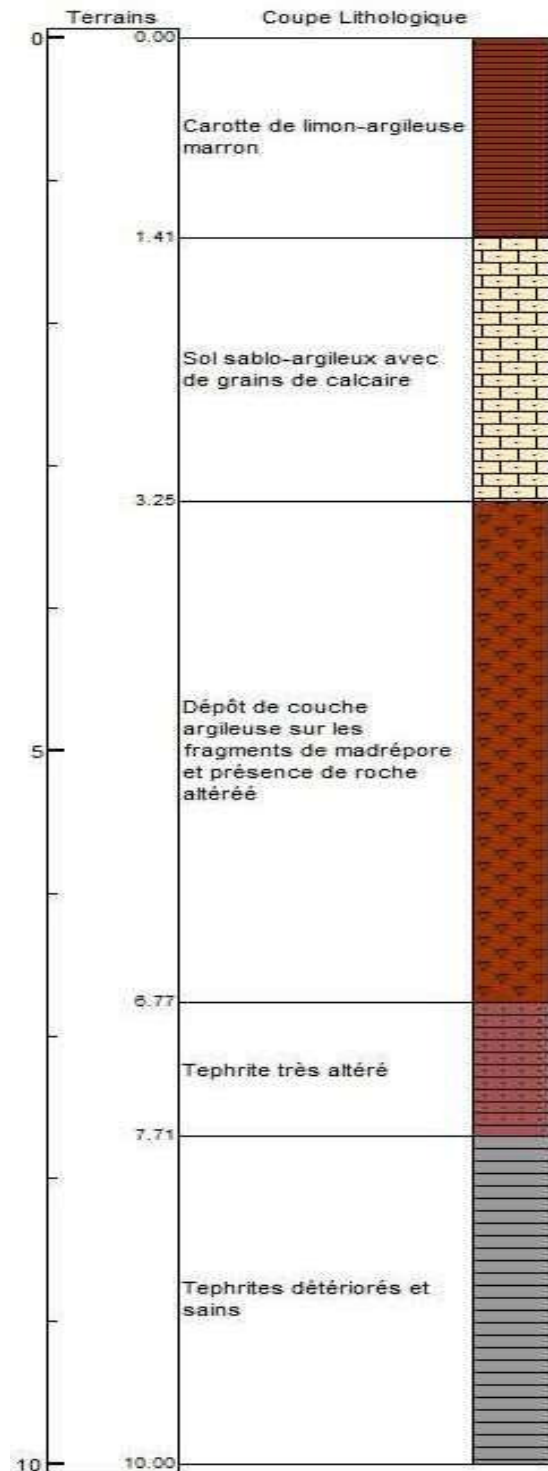 Terrains Coupe Lithologique
0 0.00
Carotte de limon-argileuse
marron
1.41
Sol sablo-argileux avec
de grains de calcaire
3.25
Dépôt de couche
argileuse sur les
5
fragments de madrépore
et présence de roche
altéréé
6.77
Tephrite très altéré
7.71
Tephrites détériorés et
sains
10 10.00